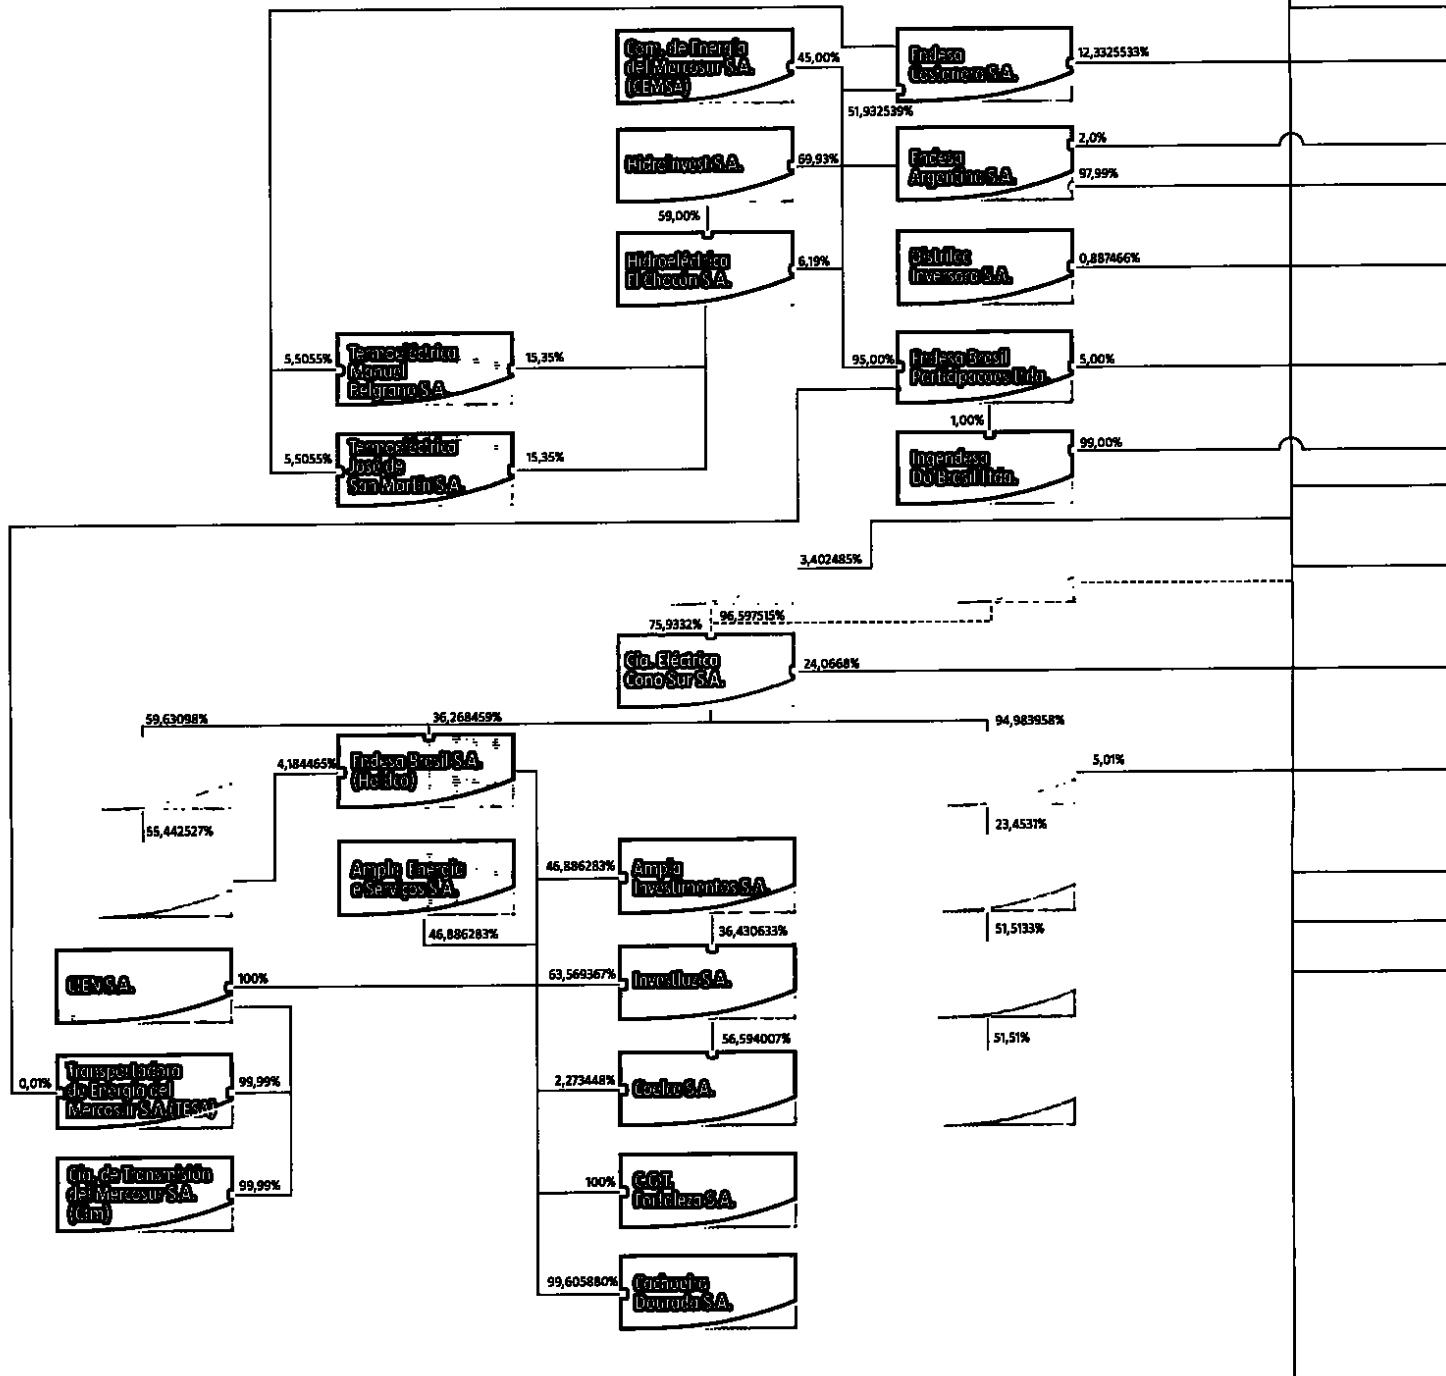 Com. de Energía
del Mercosur S.A.
(CEMSA)
45,00%
Endesa
Costanera S.A.
12,3325533%
51,932539%
Hidroinvest S.A.
69,93%
Endesa
Argentina S.A.
2,0%
97,99%
59,00%
Hidroeléctrica
El Chocón S.A.
6,19%
Distrilec
Inversora S.A.
0,887466%
5,5055%
Termoeléctrica
Manuel
Belgrano S.A.
15,35%
95,00%
Endesa Brasil
Participacoes Ltda.
5,00%
1,00%
5,5055%
Termoeléctrica
José de
San Martín S.A.
15,35%
Ingendesa
Do Brasil Ltda.
99,00%
3,402485%
96,597515%
75,9332%
Cia. Eléctrica
Cono Sur S.A.
24,0668%
59,63098%
36,268459%
94,983958%
4,184465%
Endesa Brasil S.A.
(Holdco)
5,01%
55,442527%
23,4531%
Ampla Energía
e Serviços S.A.
46,886283%
Ampla
Investimentos S.A.
46,886283%
36,430633%
51,5133%
CIEN S.A.
100%
63,569367%
Investluz S.A.
56,594007%
51,51%
0,01%
Transportadora
de Energía del
Mercosur S.A.(TESA)
99,99%
2,273448%
Coelce S.A.
Cia. de Transmisión
del Mercosur S.A.
(Ctm)
99,99%
100%
C.G.T.
Fortaleza S.A.
99,605880%
Cachoeira
Dourada S.A.